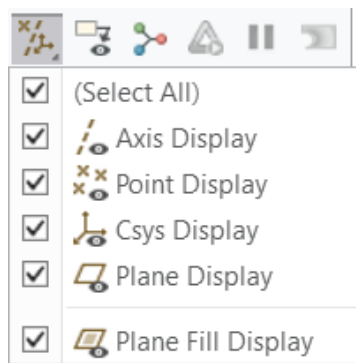 (Select All)
Axis Display
Point Display
Csys Display
Plane Display
Plane Fill Display